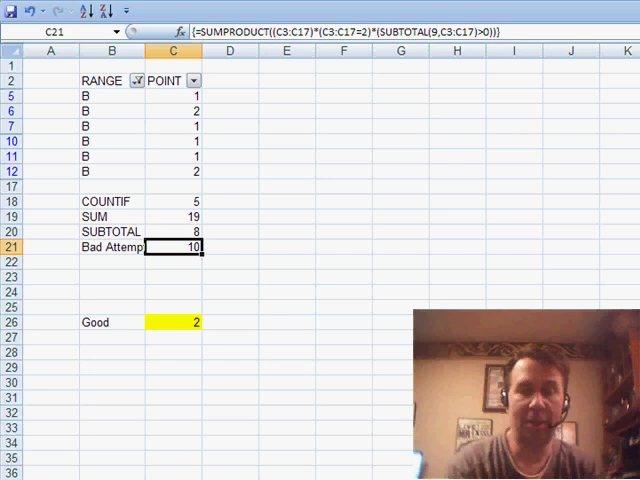 C21 fx {=SUMPRODUCT((C3:C17)*(C3:C17=2)*(SUBTOTAL(9,C3:C17)>0))}
A B C D E F G H I J K
1
2 RANGE POINT
5 B 1
6 B 2
7 B 1
10 B 1
11 B 1
12 B 2
17
18 COUNTIF 5
19 SUM 19
20 SUBTOTAL 8
21 Bad Attemp 10
22
23
24
25
26 Good 2
27
28
29
30
31
32
33
34
35
36